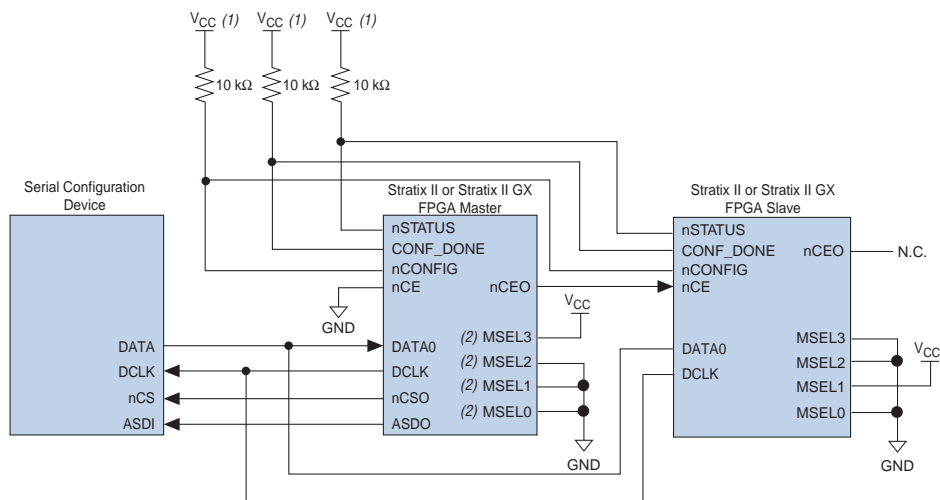 VCC (1) VCC (1) VCC (1)
10 kΩ 10 kΩ 10 kΩ
Serial Configuration
Device
DATA
DCLK
nCS
ASDI
Stratix II or Stratix II GX
FPGA Master
nSTATUS
CONF_DONE
nCONFIG
nCE
nCEO
GND
VCC
DATA0
DCLK
nCSO
ASDO
(2) MSEL3
(2) MSEL2
(2) MSEL1
(2) MSEL0
GND
Stratix II or Stratix II GX
FPGA Slave
nSTATUS
CONF_DONE
nCONFIG
nCE
nCEO
N.C.
DATA0
DCLK
MSEL3
MSEL2
MSEL1
MSEL0
VCC
GND